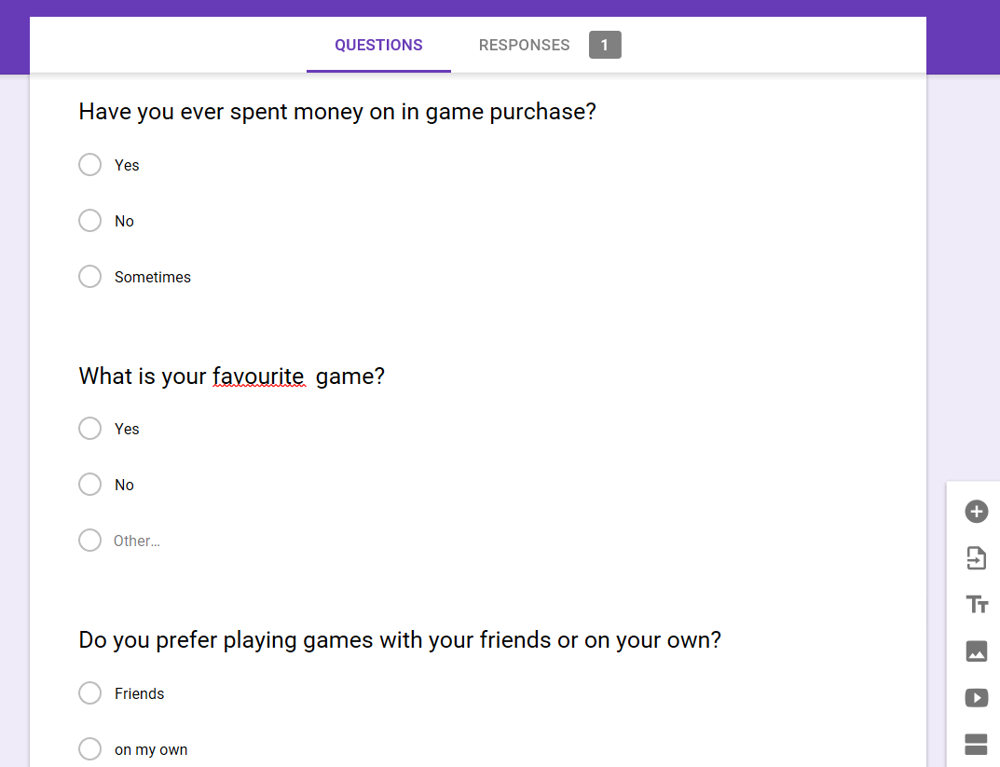 QUESTIONS RESPONSES 1
Have you ever spent money on in game purchase?
Yes
No
Sometimes
What is your favourite  game?
Yes
No
Other...
Do you prefer playing games with your friends or on your own?
Friends
on my own
Tt